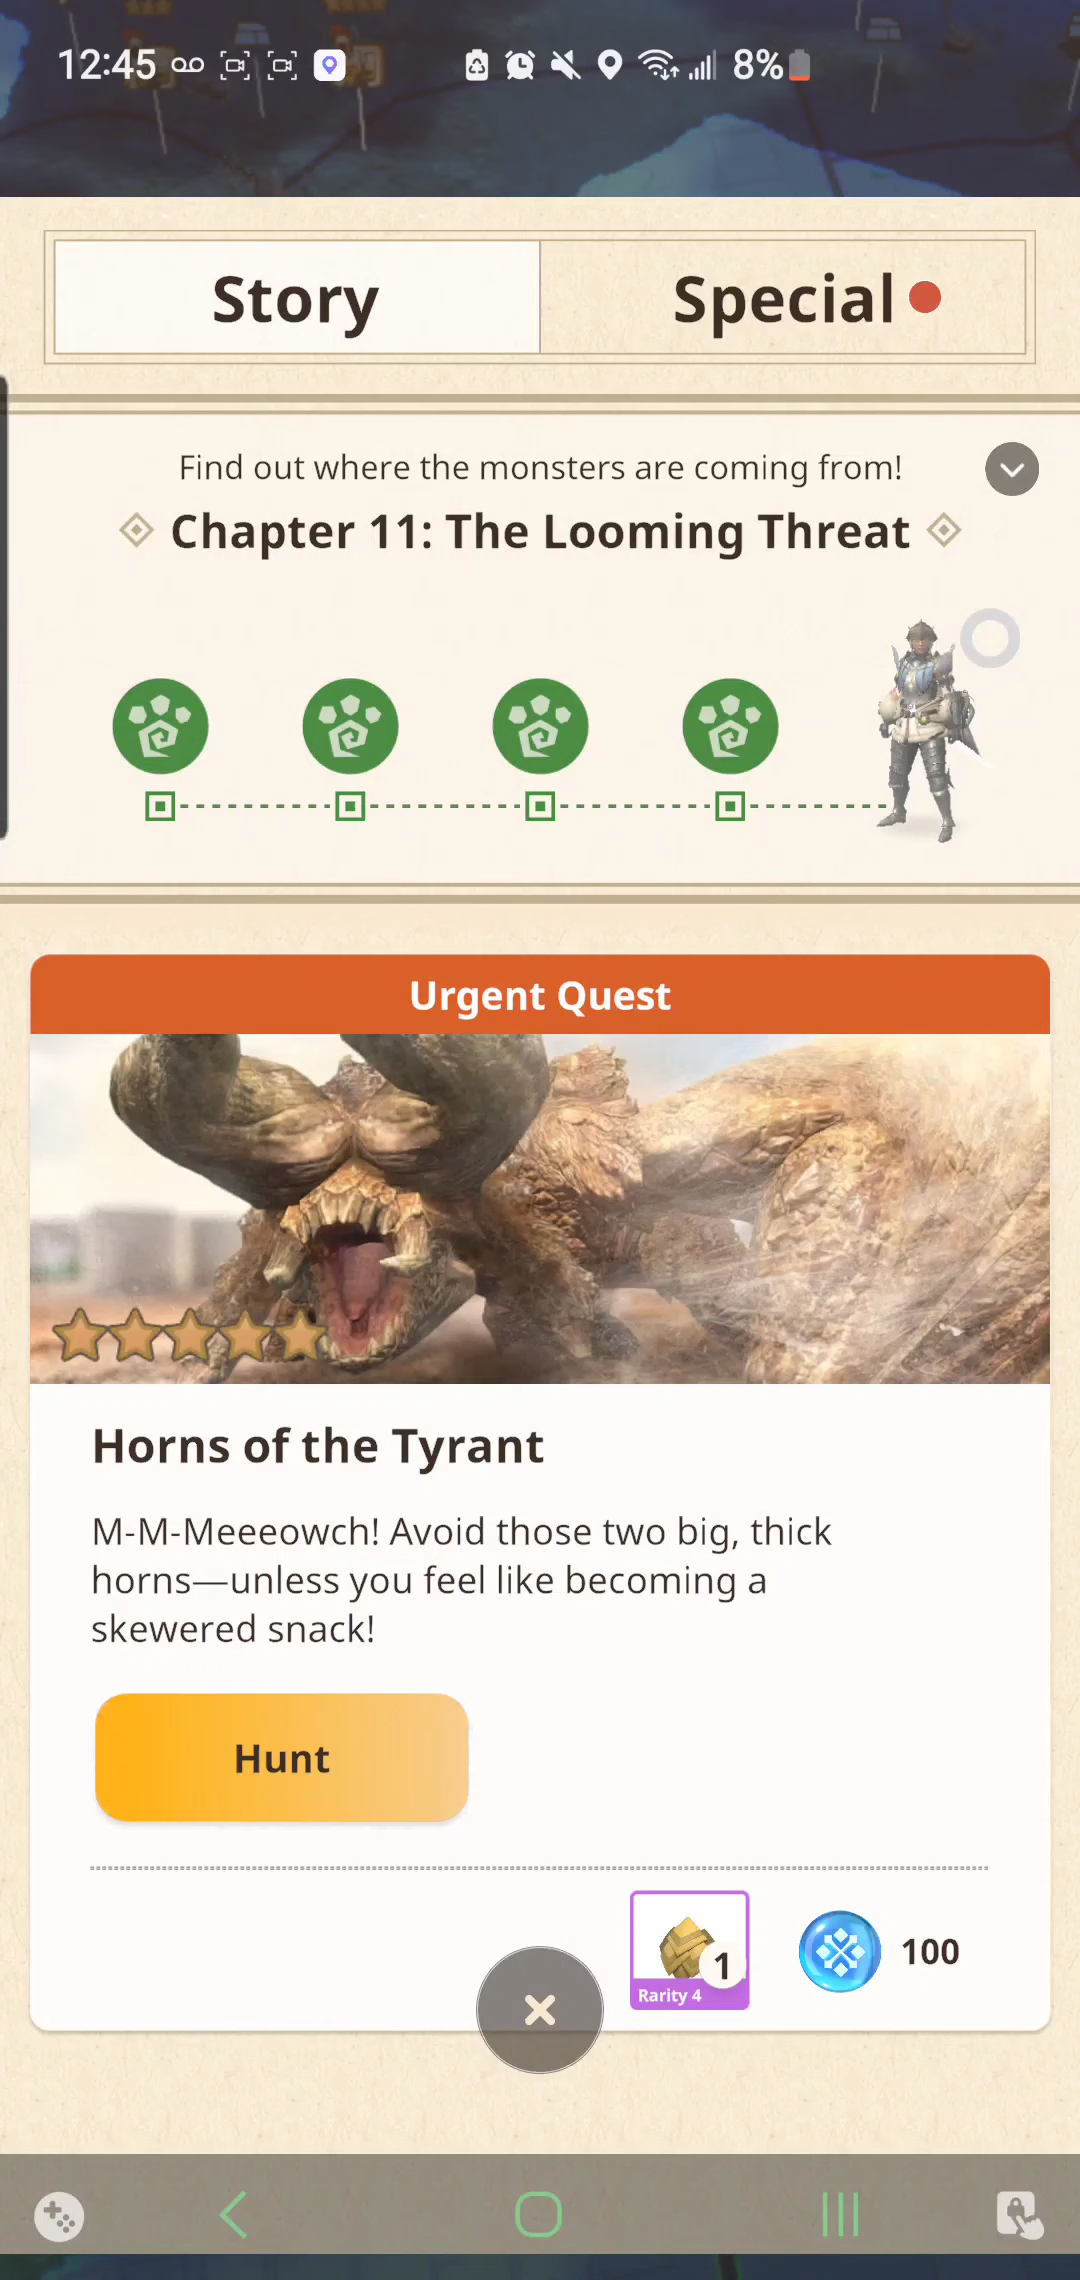 12:45
8%
Story
Special
Find out where the monsters are coming from!
Chapter 11: The Looming Threat
Urgent Quest
Horns of the Tyrant
M-M-Meeeowch! Avoid those two big, thick
horns—unless you feel like becoming a
skewered snack!
Hunt
1
Rarity 4
100